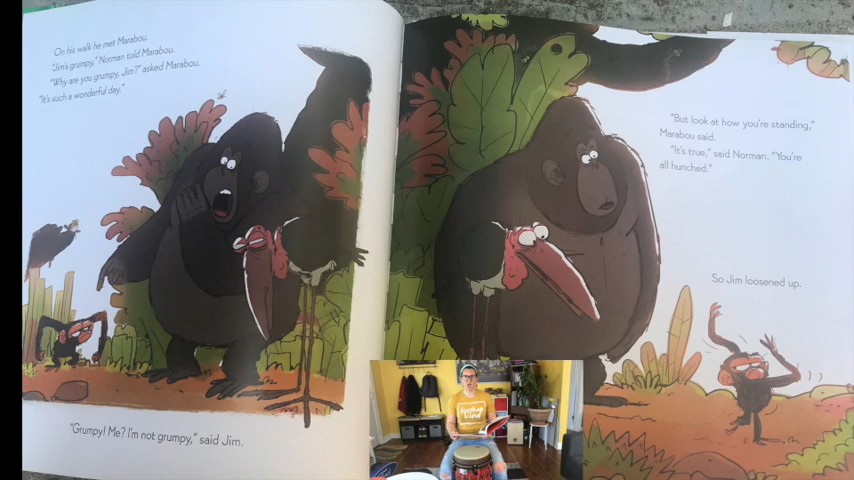 On his walk he met Marabou.
"Jim's grumpy," Norman told Marabou.
"Why are you grumpy, Jim?" asked Marabou.
"It's such a wonderful day."
"Grumpy! Me? I'm not grumpy," said Jim.
"But look at how you're standing,"
Marabou said.
"It's true," said Norman. "You're
all hunched."
So Jim loosened up.